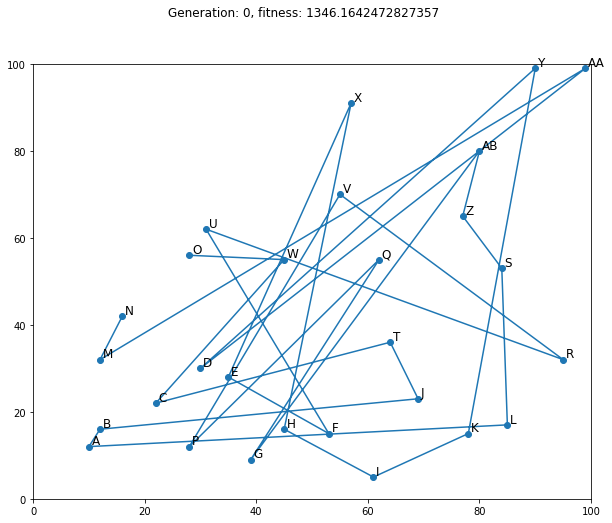 Generation: 0, fitness: 1346.1642472827357
100
Y
AA
X
80
AB
V
Z
U
60
O
W
Q
S
N
40
T
M
R
D
E
20
C
J
B
H
F
L
K
A
P
G
I
0
0
20
40
60
80
100